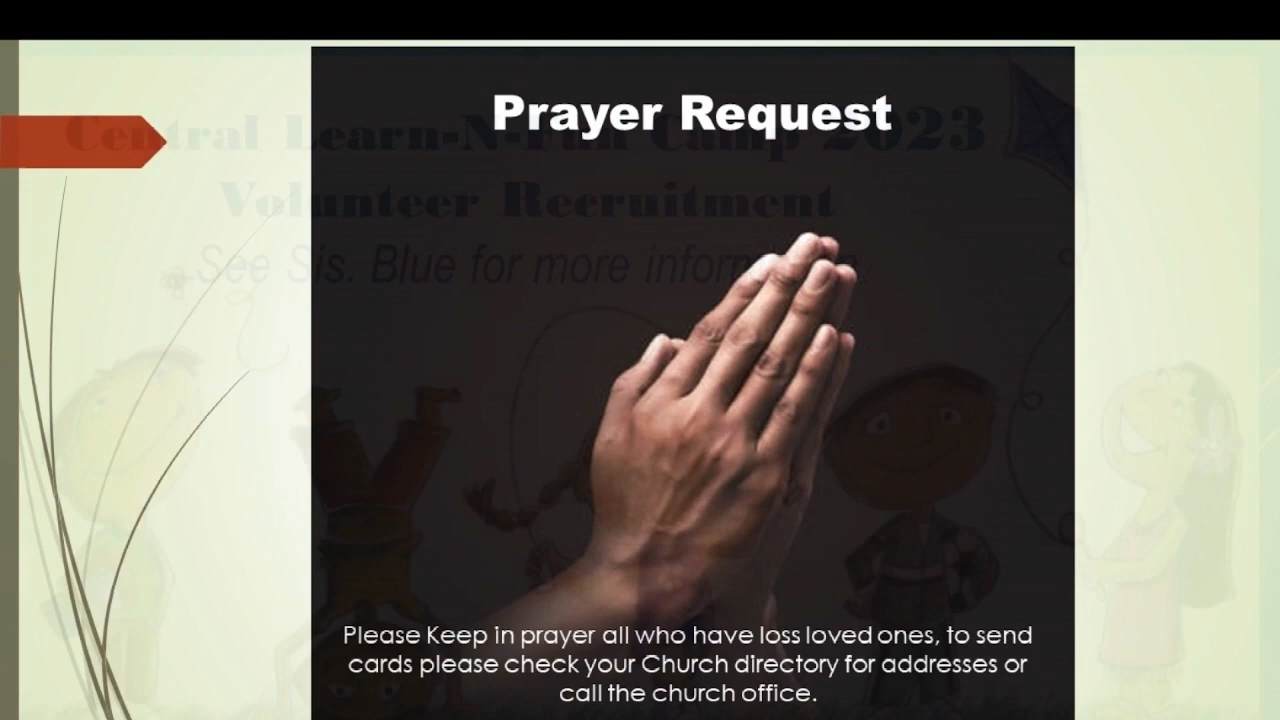 Prayer Request
Central Learn-N-Fun Camp 2023
Volunteer Recruitment
See Sis. Blue for more
Please Keep in prayer all who have loss loved ones, to send
cards please check your Church directory for addresses or
call the church office.